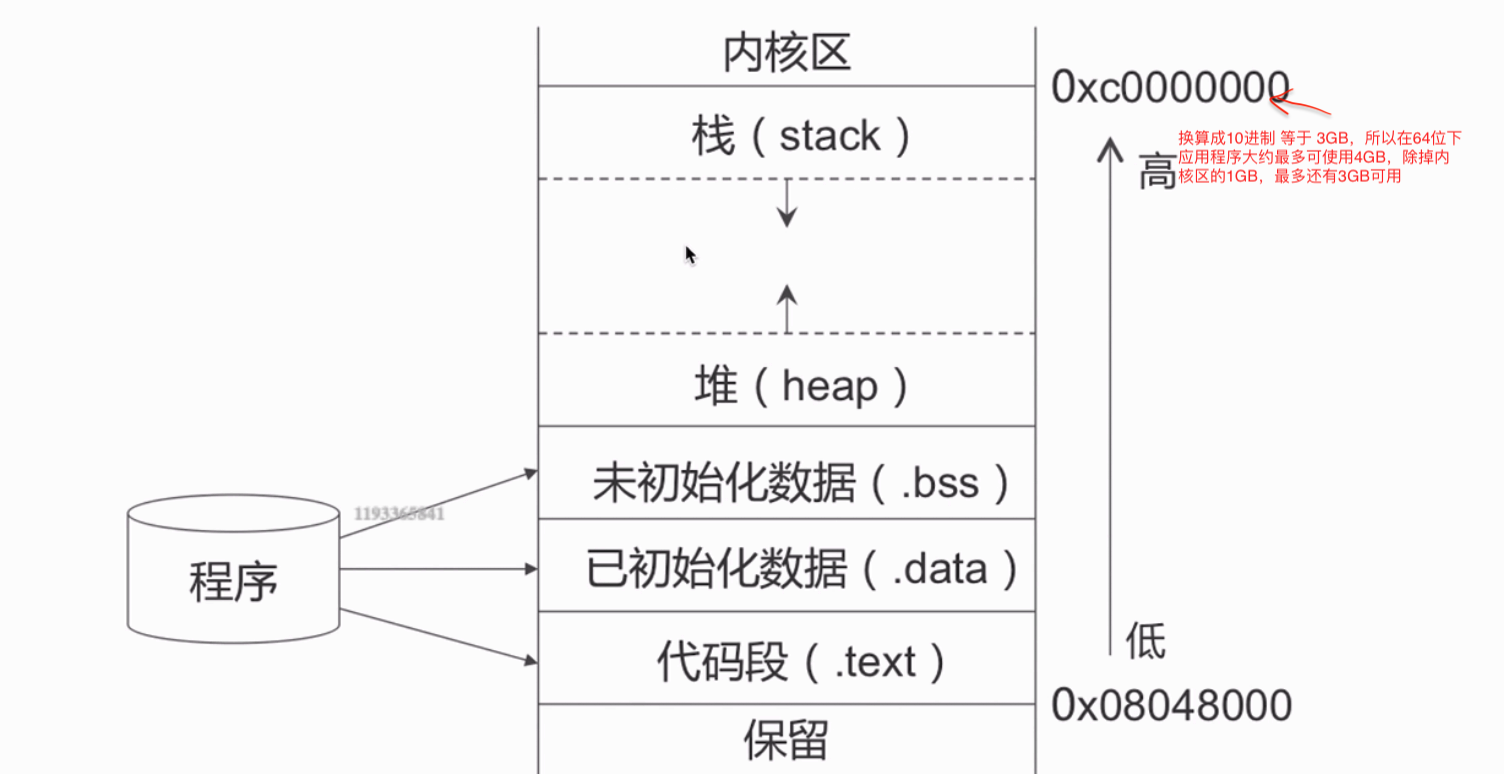 内核区
0xc0000000
栈（stack）
换算成10进制 等于 3GB，所以在64位下
应用程序大约最多可使用4GB，除掉内
核区的1GB，最多还有3GB可用
高
堆（heap）
未初始化数据（.bss）
1193365841
程序
已初始化数据（.data）
低
代码段（.text）
0x08048000
保留